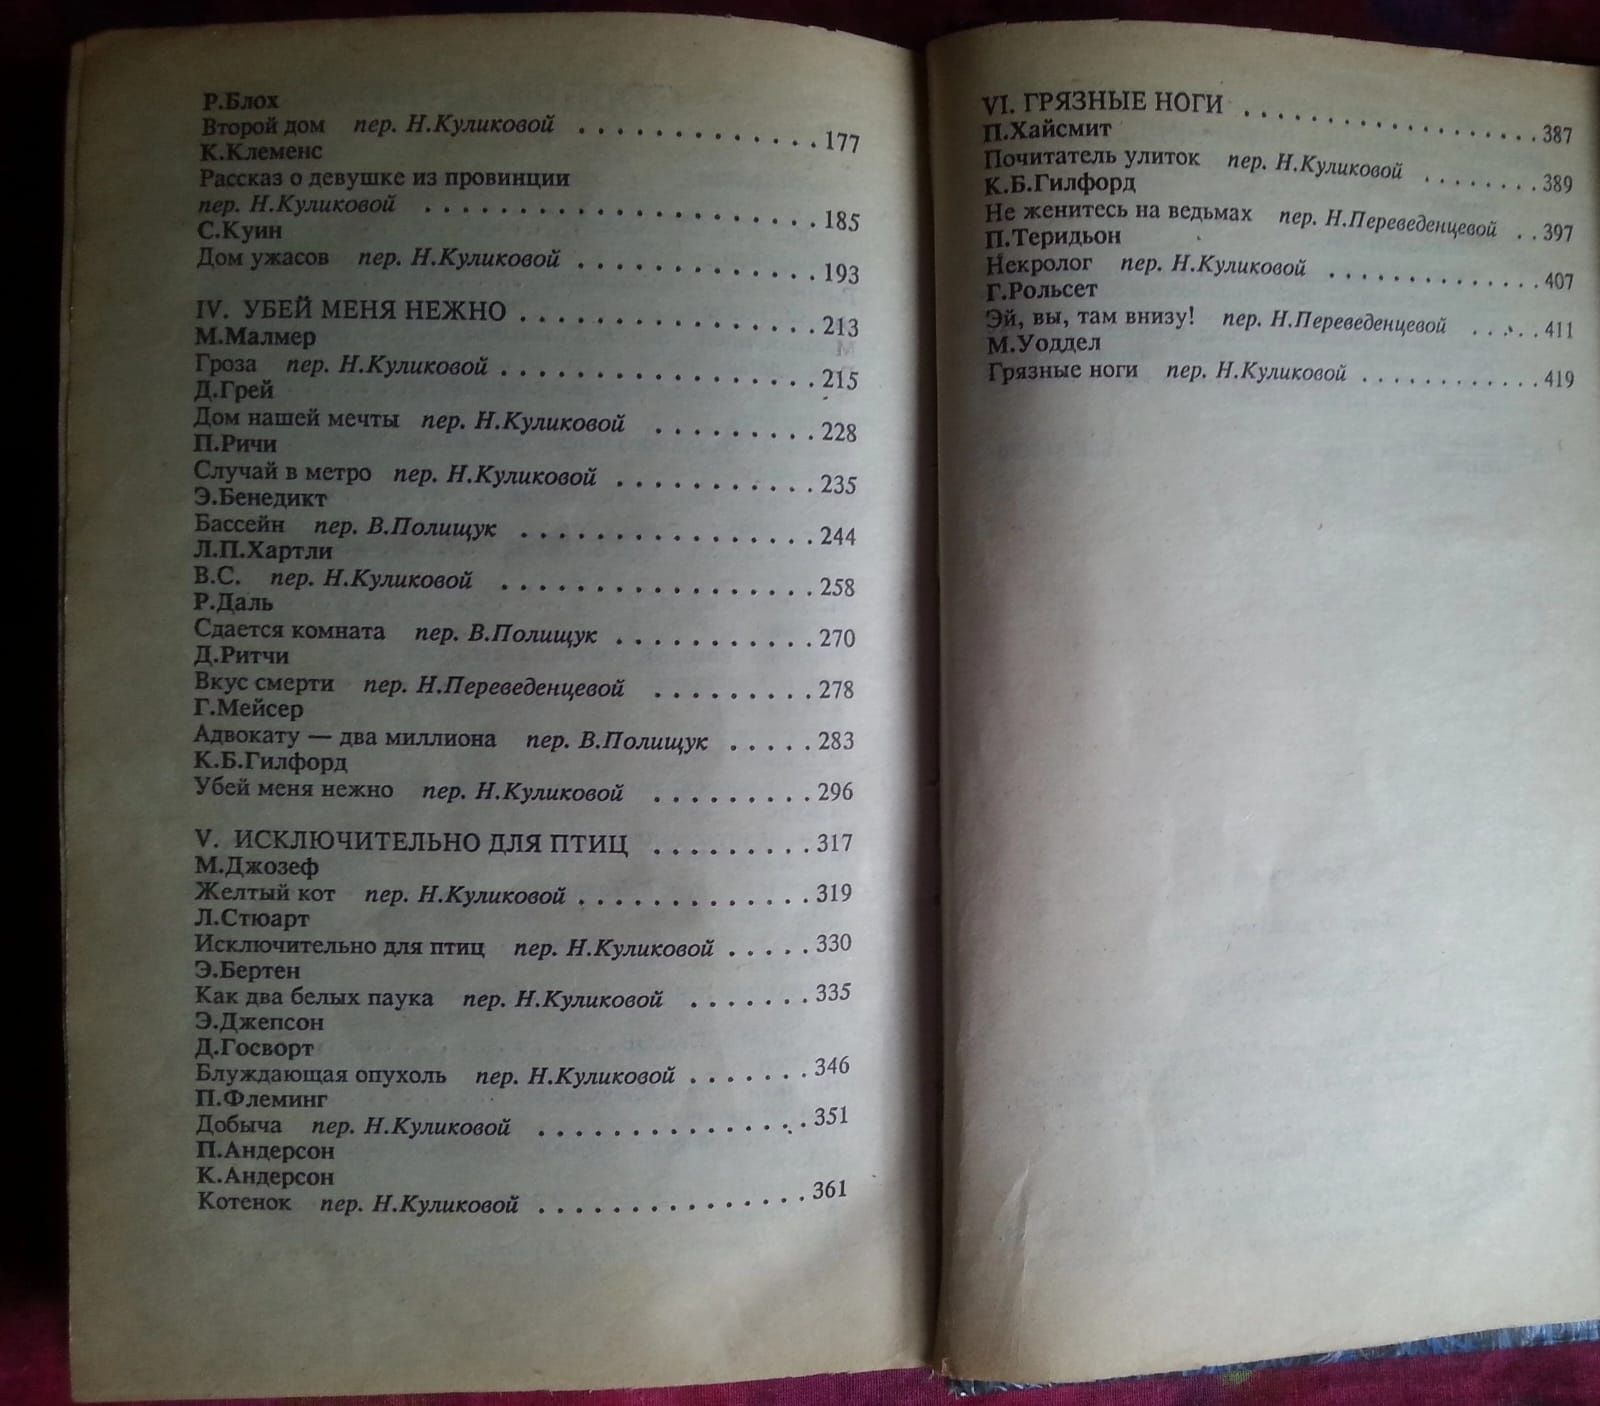 Р.Блох
Второй дом пер. Н.Куликовой . . . . . . . . . . . . . 177
К.Клеменс
Рассказ о девушке из провинции
пер. Н.Куликовой . . . . . . . . . . . . . . . . . . . . . 185
С.Куин
Дом ужасов пер. Н.Куликовой . . . . . . . . . . . . . 193
IV. УБЕЙ МЕНЯ НЕЖНО . . . . . . . . . . . . . . . . 213
М.Малмер
Гроза пер. Н.Куликовой . . . . . . . . . . . . . . . . . 215
Д.Грей
Дом нашей мечты пер. Н.Куликовой . . . . . . . . . 228
П.Ричи
Случай в метро пер. Н.Куликовой . . . . . . . . . . . 235
Э.Бенедикт
Бассейн пер. В.Полищук . . . . . . . . . . . . . . . . 244
Л.П.Хартли
В.С. пер. Н.Куликовой . . . . . . . . . . . . . . . . . 258
Р.Даль
Сдается комната пер. В.Полищук . . . . . . . . . . . 270
Д.Ритчи
Вкус смерти пер. Н.Переведенцевой . . . . . . . . . 278
Г.Мейсер
Адвокату — два миллиона пер. В.Полищук . . . . . 283
К.Б.Гилфорд
Убей меня нежно пер. Н.Куликовой . . . . . . . . . 296
V. ИСКЛЮЧИТЕЛЬНО ДЛЯ ПТИЦ . . . . . . . . . 317
М.Джозеф
Желтый кот пер. Н.Куликовой . . . . . . . . . . . . . 319
Л.Стюарт
Исключительно для птиц пер. Н.Куликовой . . . . . 330
Э.Бертен
Как два белых паука пер. Н.Куликовой . . . . . . . 335
Э.Джепсон
Д.Госворт
Блуждающая опухоль пер. Н.Куликовой . . . . . . . 346
П.Флеминг
Добыча пер. Н.Куликовой . . . . . . . . . . . . . . . 351
П.Андерсон
К.Андерсон
Котенок пер. Н.Куликовой . . . . . . . . . . . . . . . 361
VI. ГРЯЗНЫЕ НОГИ . . . . . . . . . . . . . . . . 387
П.Хайсмит
Почитатель улиток пер. Н.Куликовой . . . . . . . 389
К.Б.Гилфорд
Не женитесь на ведьмах пер. Н.Переведенцевой . . 397
П.Теридьон
Некролог пер. Н.Куликовой . . . . . . . . . . . . 407
Г.Рольсет
Эй, вы, там внизу! пер. Н.Переведенцевой . . . . . 411
М.Уоддел
Грязные ноги пер. Н.Куликовой . . . . . . . . . . 419